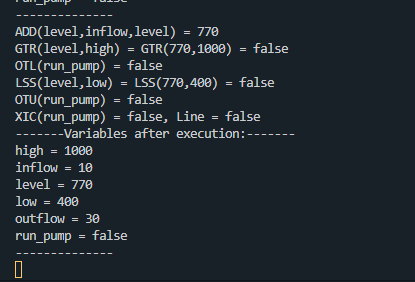 run_pump = false
--------------
ADD(level,inflow,level) = 770
GTR(level,high) = GTR(770,1000) = false
OTL(run_pump) = false
LSS(level,low) = LSS(770,400) = false
OTU(run_pump) = false
XIC(run_pump) = false, Line = false
-------Variables after execution:-------
high = 1000
inflow = 10
level = 770
low = 400
outflow = 30
run_pump = false
--------------